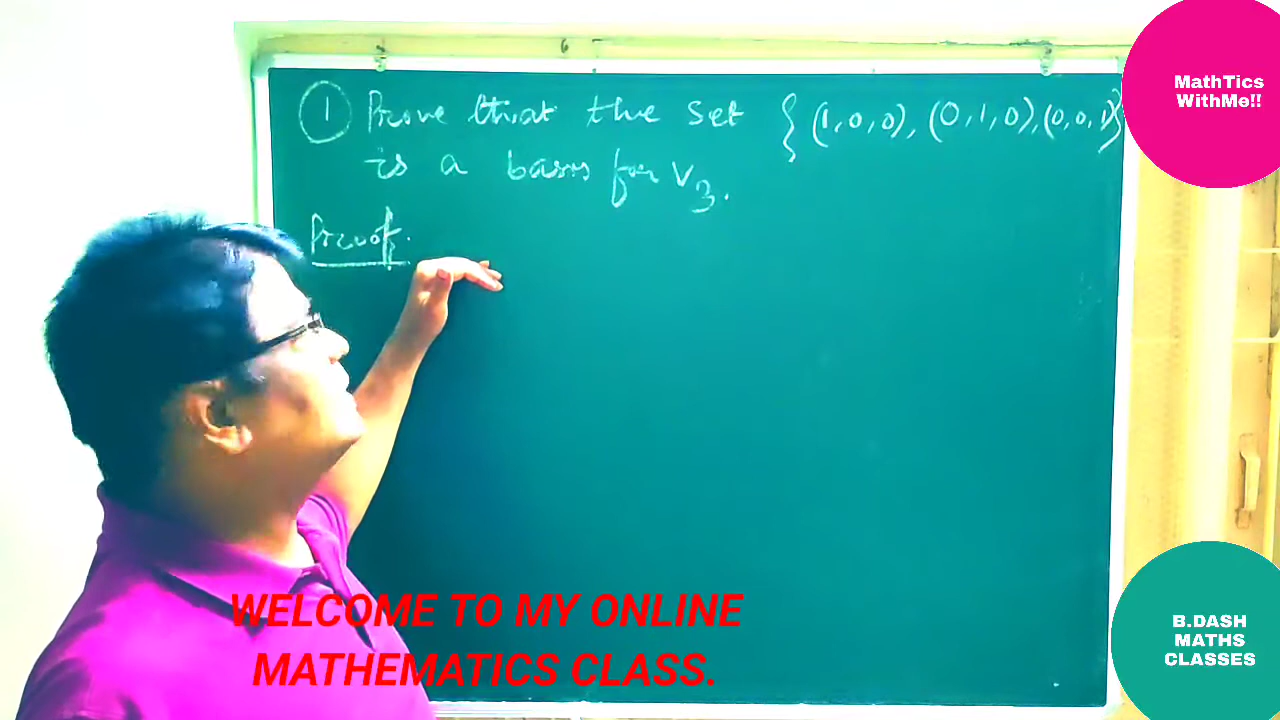 ① Prove that the set {(1,0,0), (0,1,0), (0,0,1)}
is a basis for V₃.
Proof.
MathTics
WithMe!!
WELCOME TO MY ONLINE
MATHEMATICS CLASS.
B.DASH
MATHS
CLASSES